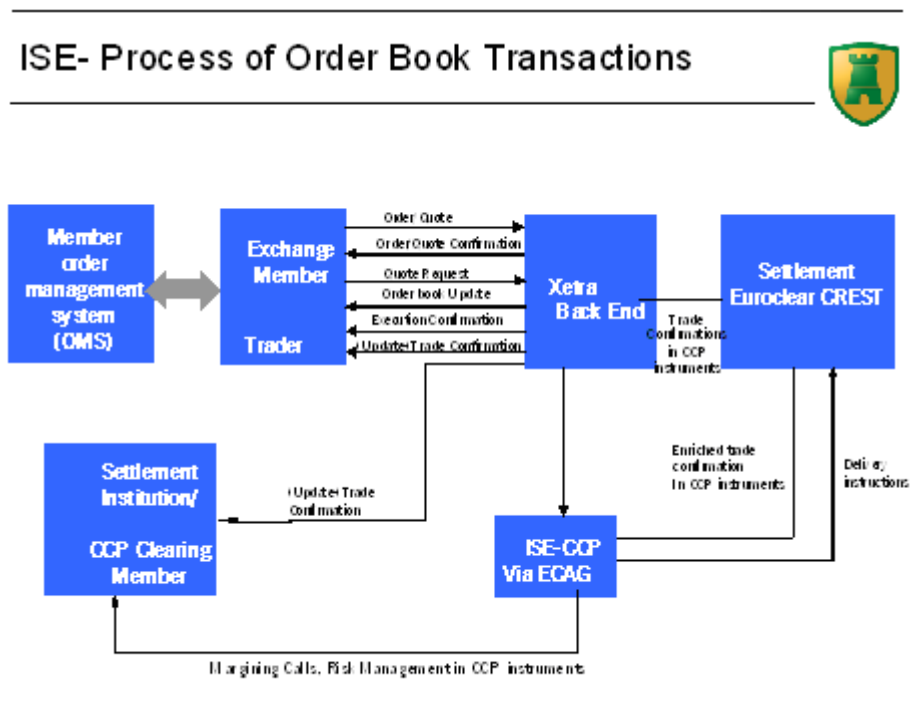 ISE- Process of Order Book Transactions
Member
order
management
system
(OMS)
Exchange
Member
Trader
Order/ Quote
Order Quote Confirmation
Quote Request
Order book Update
Execution Confirmation
(Update) Trade Confirmation
Xetra
Back End
Settlement
Euroclear CREST
Trade
Confirmations
in CCP
instruments
Settlement
Institution/
CCP Clearing
Member
(Update) Trade
Confirmation
Enriched trade
confirmation
In CCP instruments
Delivery
instructions
ISE-CCP
Via ECAG
Margining Calls, Risk Management in CCP instruments